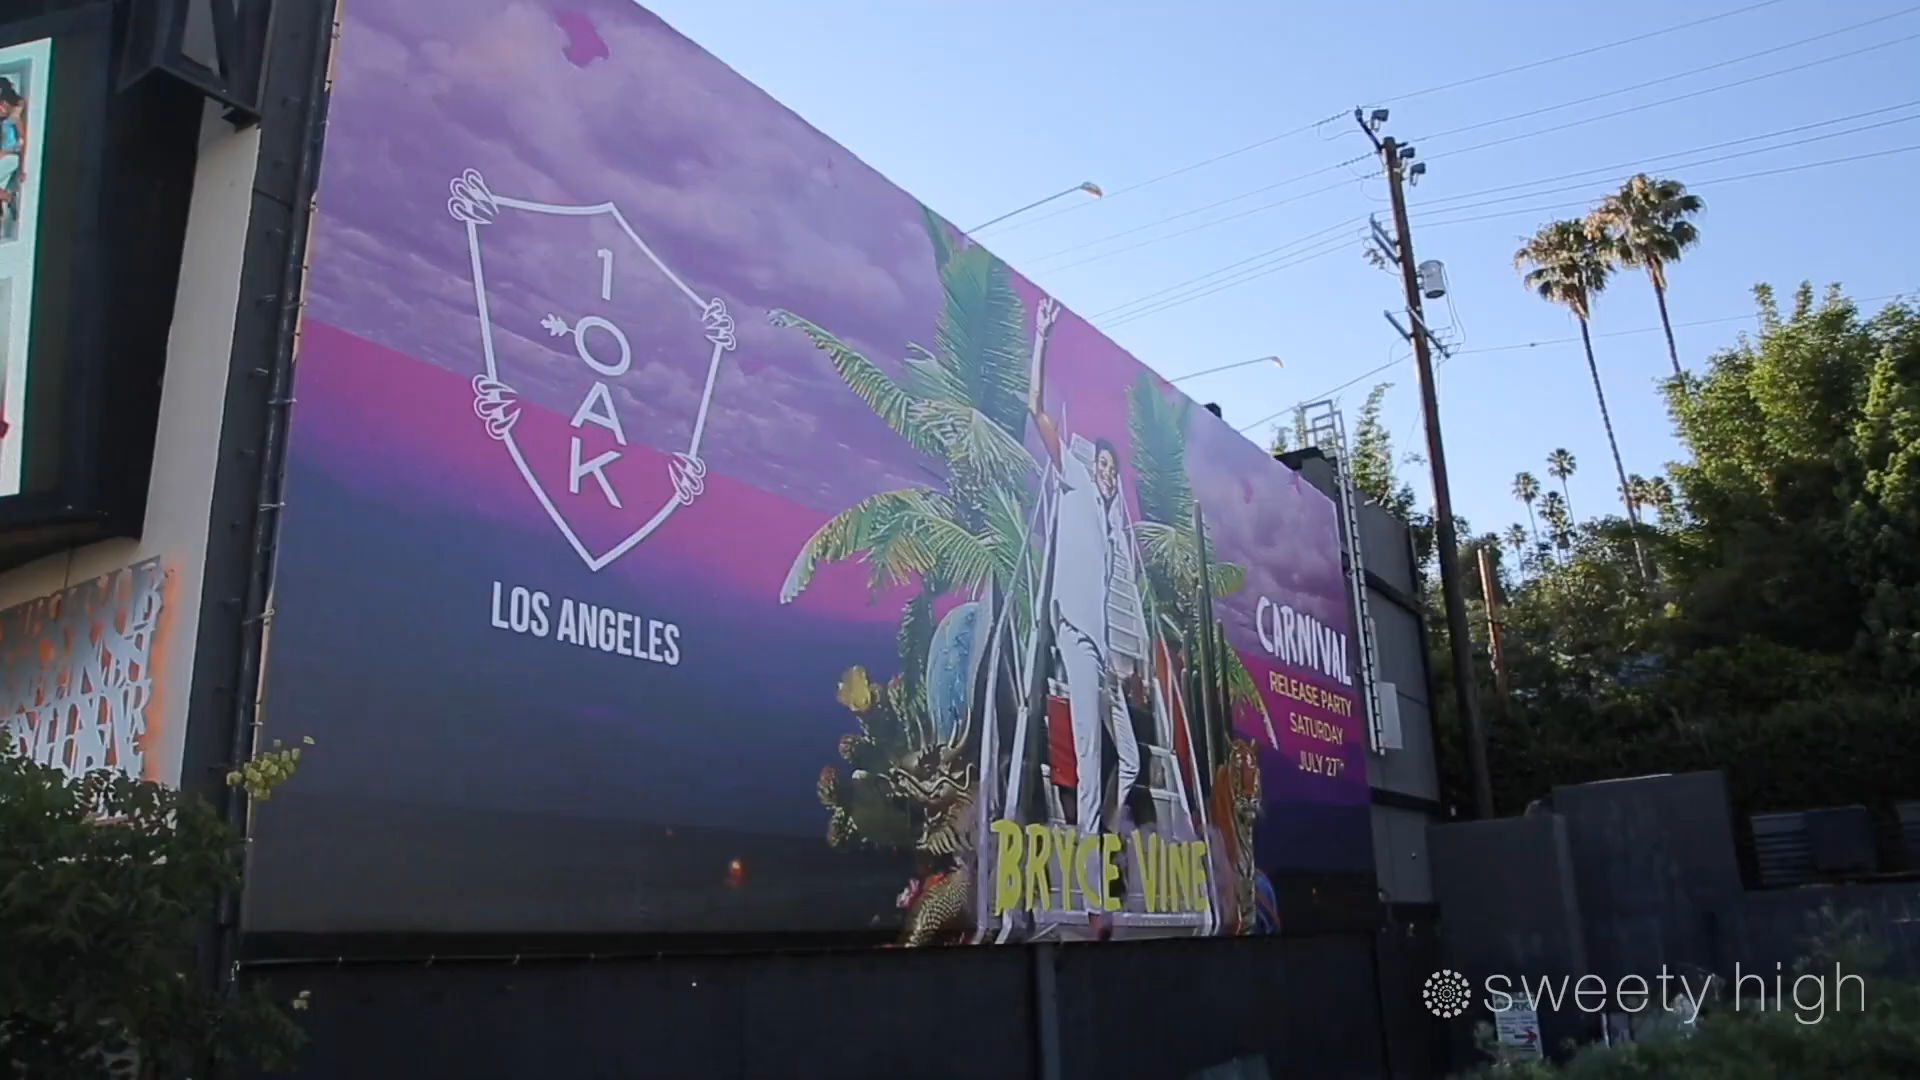 1
OAK
LOS ANGELES
CARNIVAL
RELEASE PARTY
SATURDAY
JULY 27TH
BRYCE VINE
sweety high